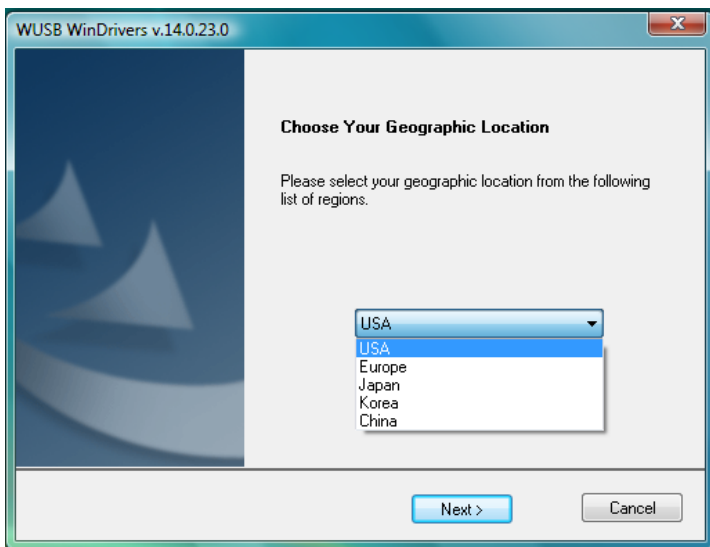 WUSB WinDrivers v.14.0.23.0
Choose Your Geographic Location
Please select your geographic location from the following
list of regions.
USA
USA
Europe
Japan
Korea
China
Next >
Cancel